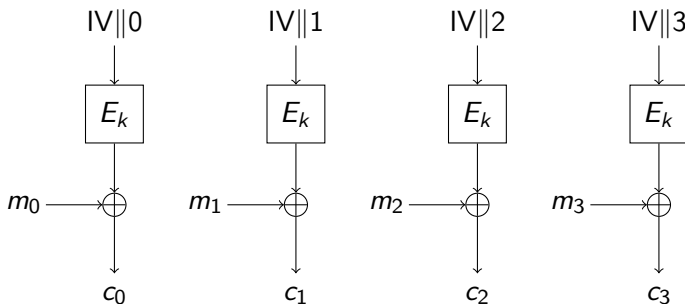 IV||0 IV||1 IV||2 IV||3
E_k E_k E_k E_k
m_0 m_1 m_2 m_3
c_0 c_1 c_2 c_3